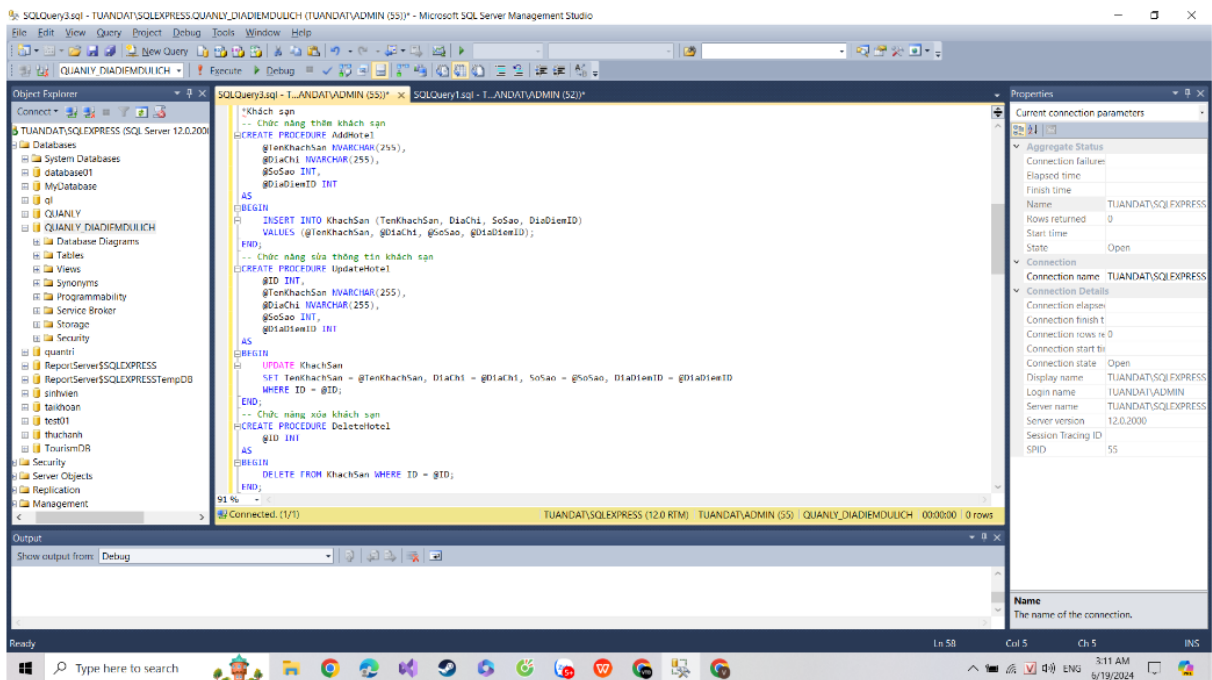 SQLQuery3.sql - TUANDAT\SQLEXPRESS.QUANLY_DIADIEMDULICH (TUANDAT\ADMIN (55))* - Microsoft SQL Server Management Studio
File Edit View Query Project Debug Tools Window Help
New Query
QUANLY_DIADIEMDULICH Execute Debug
Object Explorer
Connect
TUANDAT\SQLEXPRESS (SQL Server 12.0.200
Databases
System Databases
database01
MyDatabase
ql
QUANLY
QUANLY_DIADIEMDULICH
Database Diagrams
Tables
Views
Synonyms
Programmability
Service Broker
Storage
Security
quantri
ReportServer$SQLEXPRESS
ReportServer$SQLEXPRESSTempDB
sinhvien
taikhoan
test01
thuchanh
TourismDB
Security
Server Objects
Replication
Management
SQLQuery3.sql - T...ANDAT\ADMIN (55))* SQLQuery1.sql - T...ANDAT\ADMIN (52))*
*Khách sạn
-- Chức năng thêm khách sạn
CREATE PROCEDURE AddHotel
@TenKhachSan NVARCHAR(255),
@DiaChi NVARCHAR(255),
@SoSao INT,
@DiaDiemID INT
AS
BEGIN
INSERT INTO KhachSan (TenKhachSan, DiaChi, SoSao, DiaDiemID)
VALUES (@TenKhachSan, @DiaChi, @SoSao, @DiaDiemID);
END;
-- Chức năng sửa thông tin khách sạn
CREATE PROCEDURE UpdateHotel
@ID INT,
@TenKhachSan NVARCHAR(255),
@DiaChi NVARCHAR(255),
@SoSao INT,
@DiaDiemID INT
AS
BEGIN
UPDATE KhachSan
SET TenKhachSan = @TenKhachSan, DiaChi = @DiaChi, SoSao = @SoSao, DiaDiemID = @DiaDiemID
WHERE ID = @ID;
END;
-- Chức năng xóa khách sạn
CREATE PROCEDURE DeleteHotel
@ID INT
AS
BEGIN
DELETE FROM KhachSan WHERE ID = @ID;
END;
91 %
Connected. (1/1) TUANDAT\SQLEXPRESS (12.0 RTM) TUANDAT\ADMIN (55) QUANLY_DIADIEMDULICH 00:00:00 0 rows
Properties
Current connection parameters
Aggregate Status
Connection failures
Elapsed time
Finish time
Name TUANDAT\SQLEXPRESS
Rows returned 0
Start time
State Open
Connection
Connection name TUANDAT\SQLEXPRESS
Connection Details
Connection elapse
Connection finish t
Connection rows re 0
Connection start ti
Connection state Open
Display name TUANDAT\SQLEXPRESS
Login name TUANDAT\ADMIN
Server name TUANDAT\SQLEXPRESS
Server version 12.0.2000
Session Tracing ID
SPID 55
Name
The name of the connection.
Output
Show output from: Debug
Ready Ln 58 Col 5 Ch 5 INS
Type here to search
ENG 3:11 AM
6/19/2024